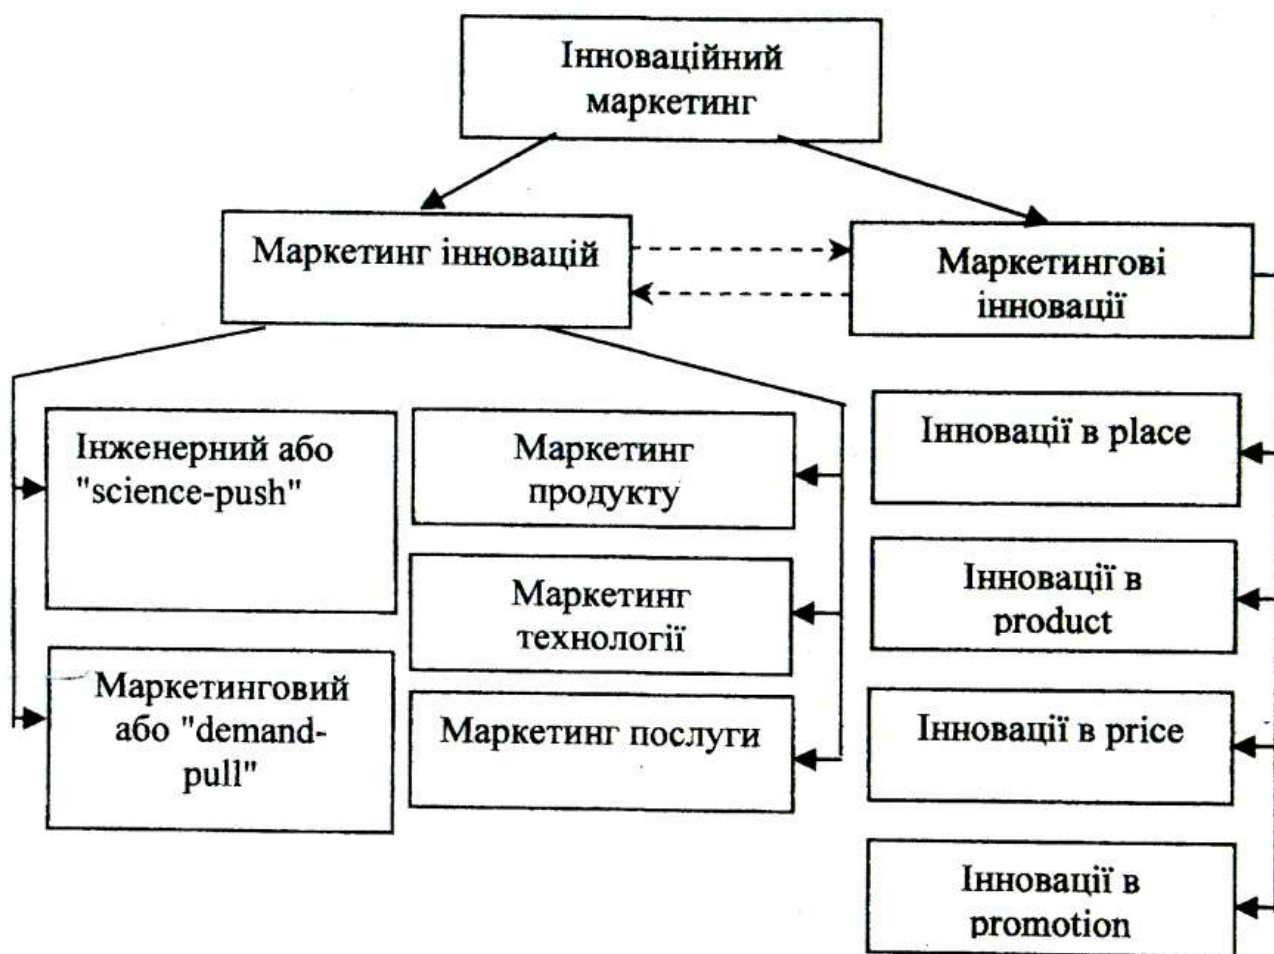 Інноваційний
маркетинг
Маркетинг інновацій
Маркетингові
інновації
Інженерний або
"science-push"
Маркетинговий
або "demand-
pull"
Маркетинг
продукту
Маркетинг
технології
Маркетинг послуги
Інновації в place
Інновації в
product
Інновації в price
Інновації в
promotion